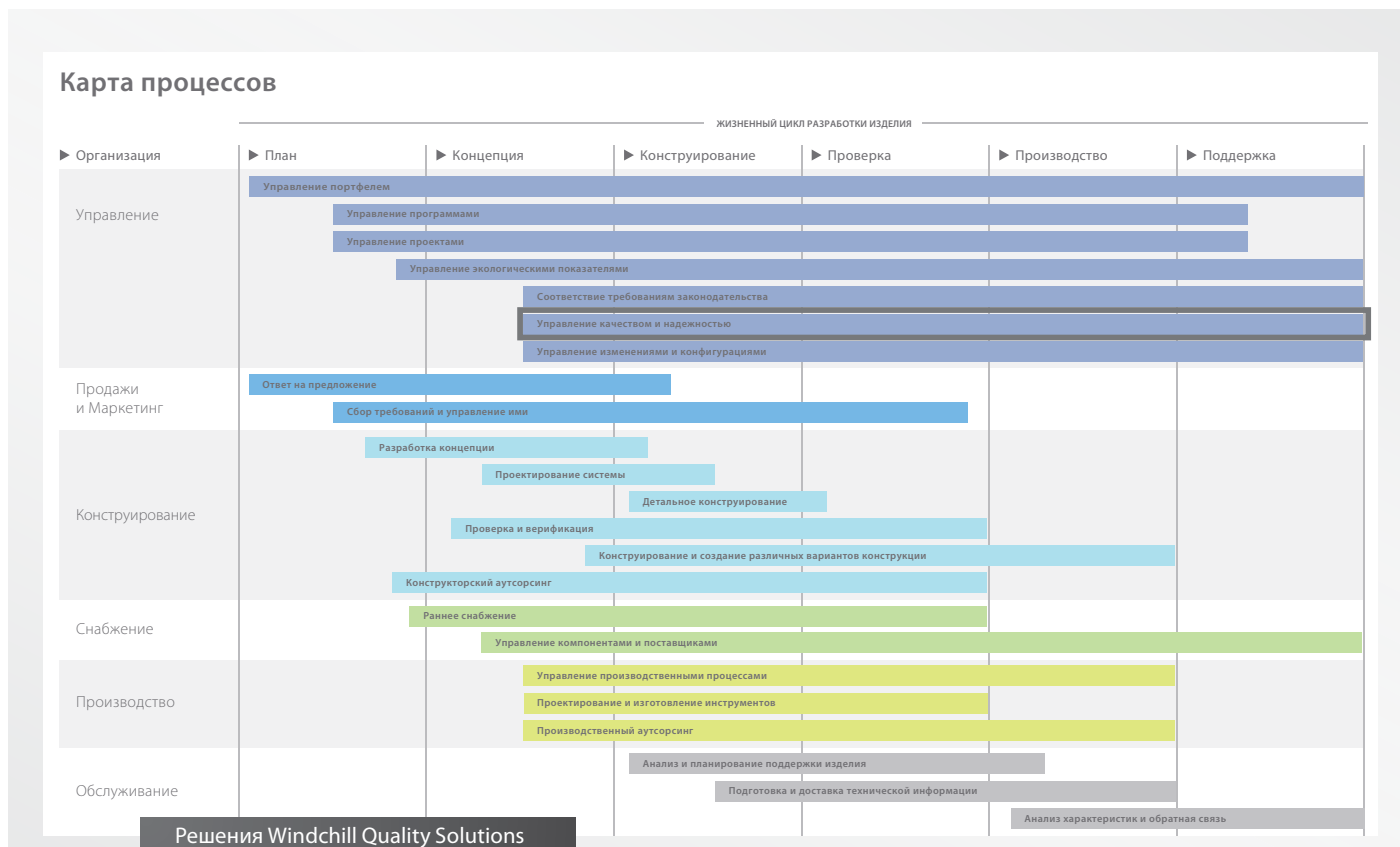 Карта процессов
ЖИЗНЕННЫЙ ЦИКЛ РАЗРАБОТКИ ИЗДЕЛИЯ
Организация
План
Концепция
Конструирование
Проверка
Производство
Поддержка
Управление
Управление портфелем
Управление программами
Управление проектами
Управление экологическими показателями
Соответствие требованиям законодательства
Управление качеством и надежностью
Управление изменениями и конфигурациями
Продажи
и Маркетинг
Ответ на предложение
Сбор требований и управление ими
Конструирование
Разработка концепции
Проектирование системы
Детальное конструирование
Проверка и верификация
Конструирование и создание различных вариантов конструкции
Конструкторский аутсорсинг
Снабжение
Раннее снабжение
Управление компонентами и поставщиками
Производство
Управление производственными процессами
Проектирование и изготовление инструментов
Производственный аутсорсинг
Обслуживание
Анализ и планирование поддержки изделия
Подготовка и доставка технической информации
Анализ характеристик и обратная связь
Решения Windchill Quality Solutions